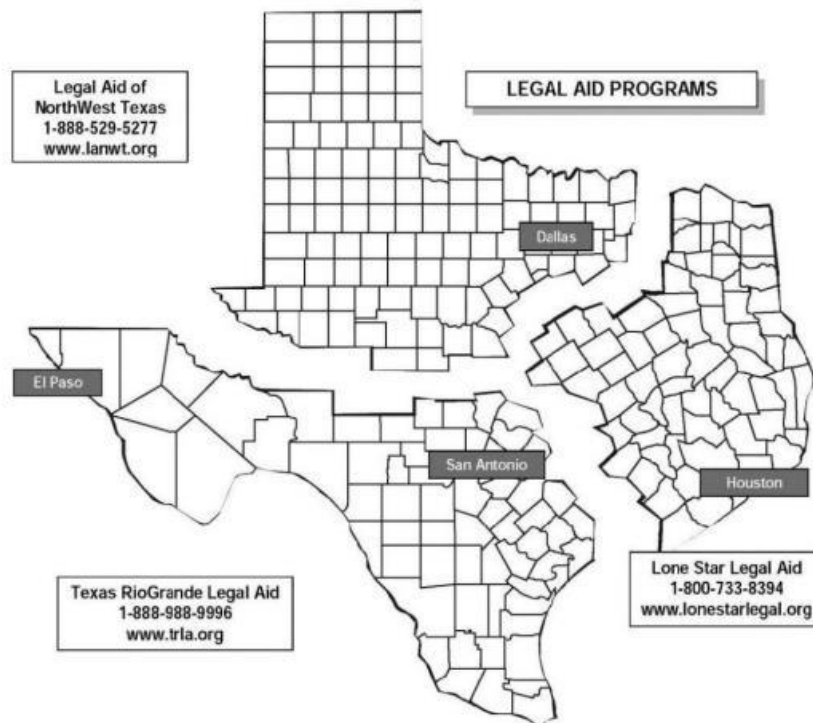 Legal Aid of
NorthWest Texas
1-888-529-5277
www.lanwt.org
LEGAL AID PROGRAMS
Dallas
El Paso
San Antonio
Houston
Texas RioGrande Legal Aid
1-888-988-9996
www.trla.org
Lone Star Legal Aid
1-800-733-8394
www.lonestarlegal.org